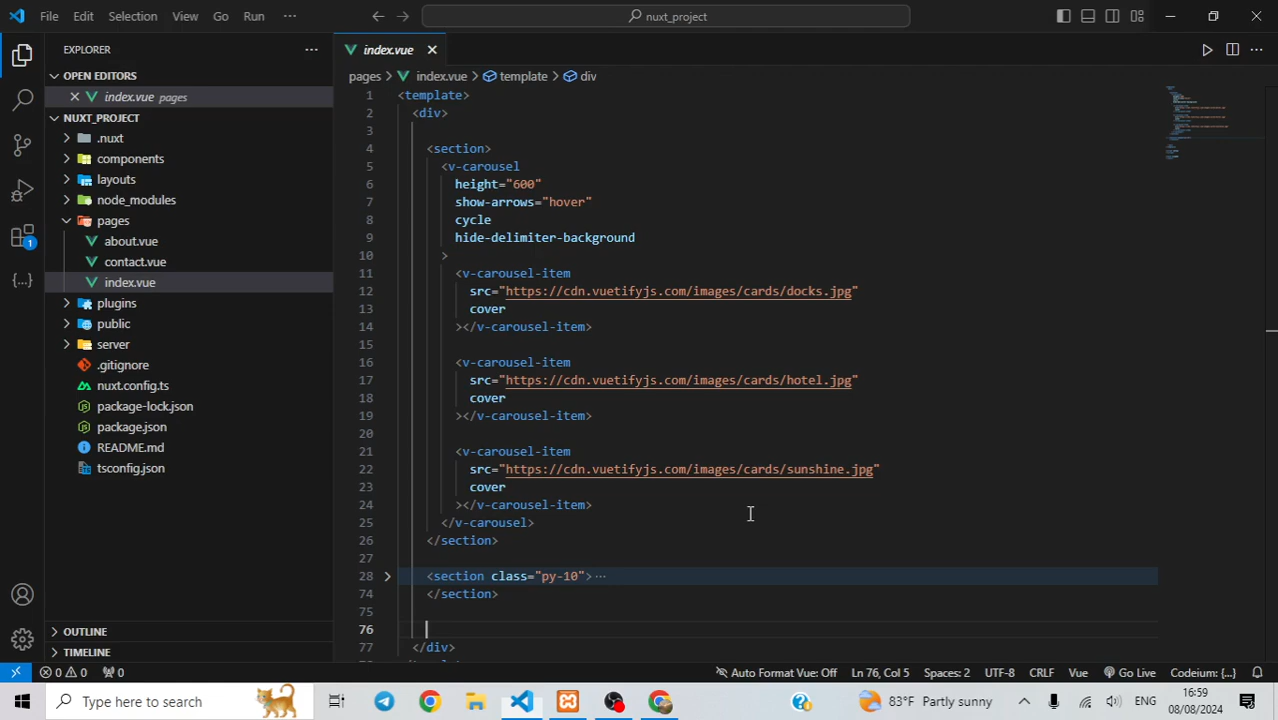 File Edit Selection View Go Run ··· nuxt_project
EXPLORER ···
OPEN EDITORS
index.vue pages
NUXT_PROJECT
.nuxt
components
layouts
node_modules
pages
about.vue
contact.vue
index.vue
plugins
public
server
.gitignore
nuxt.config.ts
package-lock.json
package.json
README.md
tsconfig.json
OUTLINE
TIMELINE
1
index.vue
pages > index.vue > template > div
1 <template>
2 <div>
3
4 <section>
5 <v-carousel
6 height="600"
7 show-arrows="hover"
8 cycle
9 hide-delimiter-background
10 >
11 <v-carousel-item
12 src="https://cdn.vuetifyjs.com/images/cards/docks.jpg"
13 cover
14 ></v-carousel-item>
15
16 <v-carousel-item
17 src="https://cdn.vuetifyjs.com/images/cards/hotel.jpg"
18 cover
19 ></v-carousel-item>
20
21 <v-carousel-item
22 src="https://cdn.vuetifyjs.com/images/cards/sunshine.jpg"
23 cover
24 ></v-carousel-item>
25 </v-carousel>
26 </section>
27
28 <section class="py-10">···
74 </section>
75
76
77 </div>
0 0 0 Auto Format Vue: Off Ln 76, Col 5 Spaces: 2 UTF-8 CRLF Vue Go Live Codeium: {...}
Type here to search 83°F Partly sunny ENG 16:59
08/08/2024